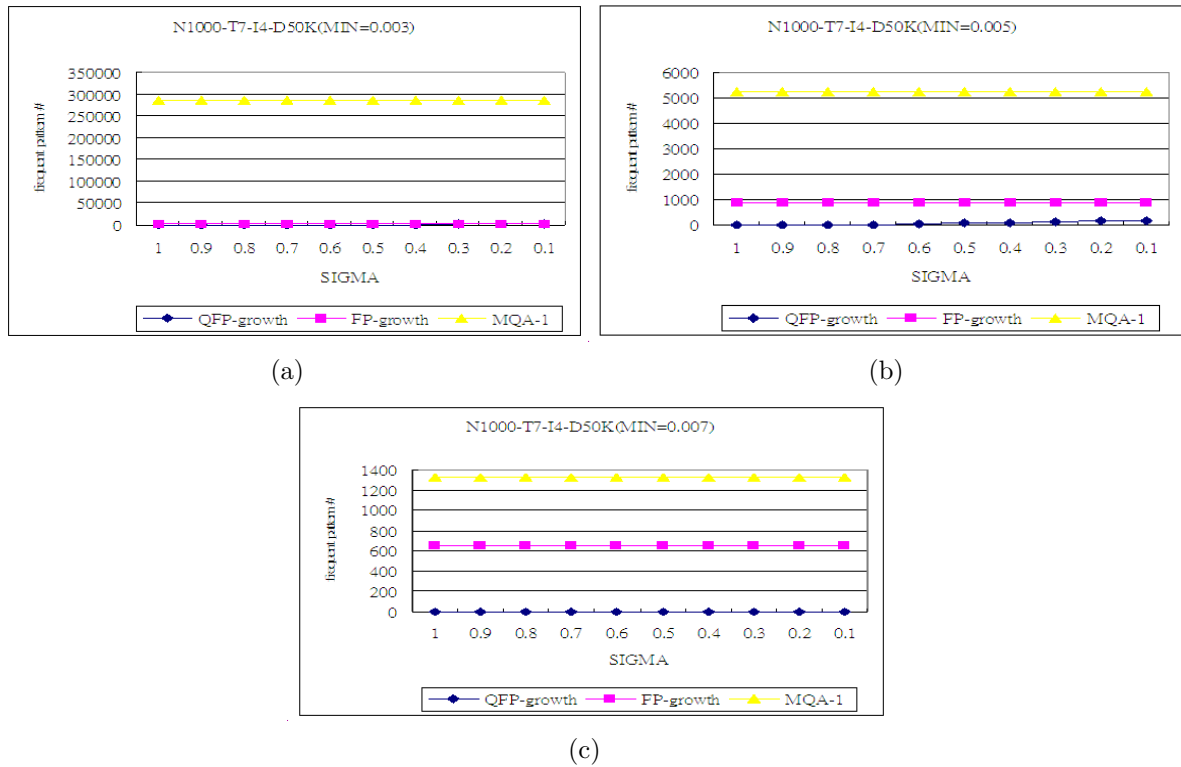 N1000-T7-I4-D50K(MIN=0.003)
350000
300000
250000
200000
150000
100000
50000
0
frequent pattern#
1 0.9 0.8 0.7 0.6 0.5 0.4 0.3 0.2 0.1
SIGMA
QFP-growth FP-growth MQA-1
(a)
N1000-T7-I4-D50K(MIN=0.005)
6000
5000
4000
3000
2000
1000
0
frequent pattern#
1 0.9 0.8 0.7 0.6 0.5 0.4 0.3 0.2 0.1
SIGMA
QFP-growth FP-growth MQA-1
(b)
N1000-T7-I4-D50K(MIN=0.007)
1400
1200
1000
800
600
400
200
0
frequent pattern#
1 0.9 0.8 0.7 0.6 0.5 0.4 0.3 0.2 0.1
SIGMA
QFP-growth FP-growth MQA-1
(c)